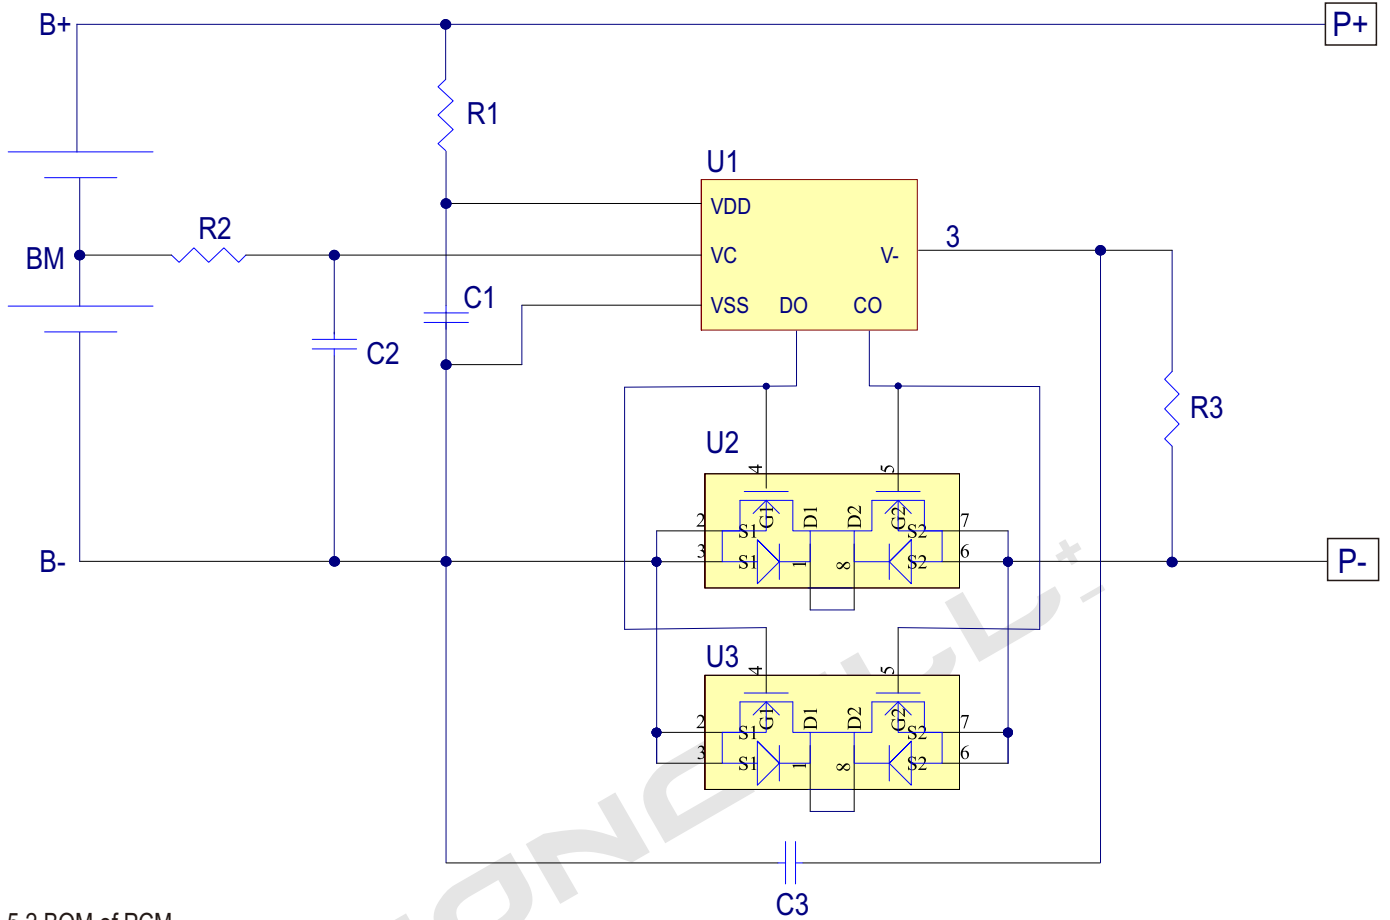 B+
P+
R1
U1
VDD
R2
3
BM
VC
V-
C1
VSS
DO
CO
C2
R3
U2
4
5
G1
D1
D2
G2
2
S1
S2
7
3
S1
1
8
S2
6
B-
P-
U3
4
5
G1
D1
D2
G2
2
S1
S2
7
3
S1
1
8
S2
6
C3